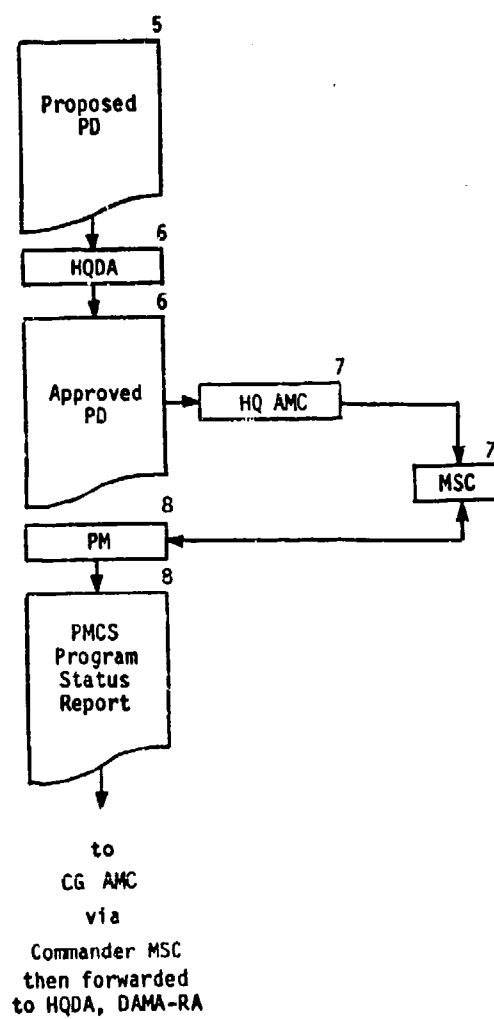 5
Proposed
PD
6
HQDA
6
Approved
PD
7
HQ AMC
7
MSC
8
PM
8
PMCS
Program
Status
Report
to
CG AMC
via
Commander MSC
then forwarded
to HQDA, DAMA-RA